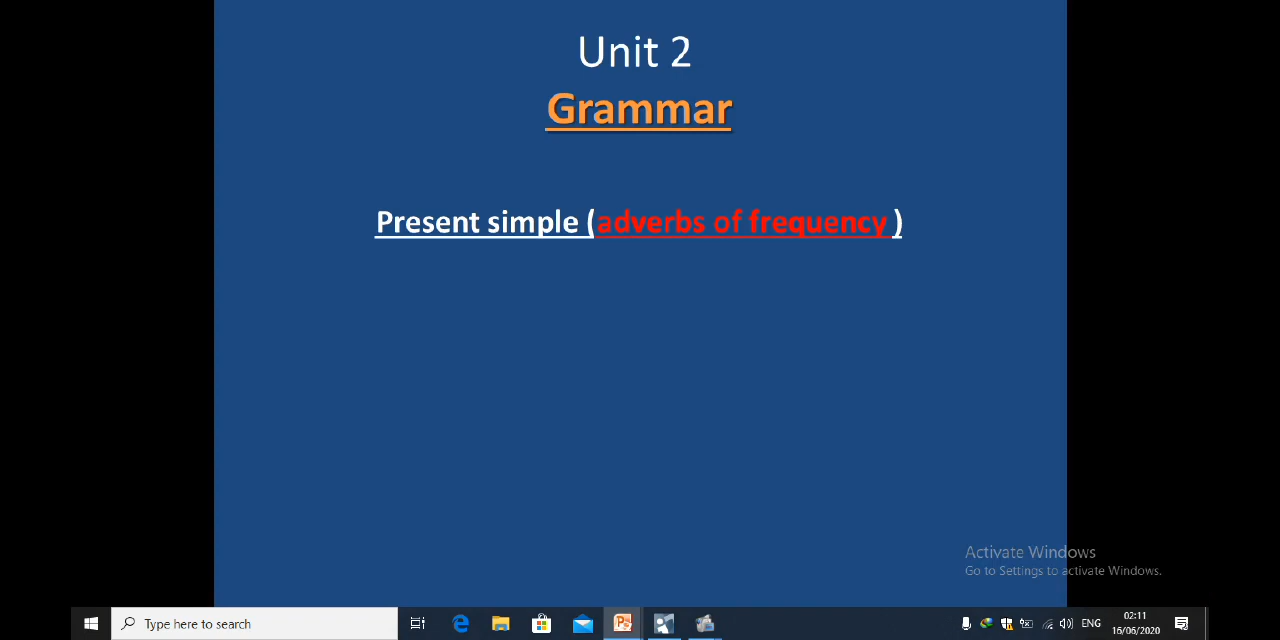 Unit 2
Grammar
Present simple (adverbs of frequency )
Activate Windows
Go to Settings to activate Windows.
Type here to search
ENG
02:11
16/06/2020